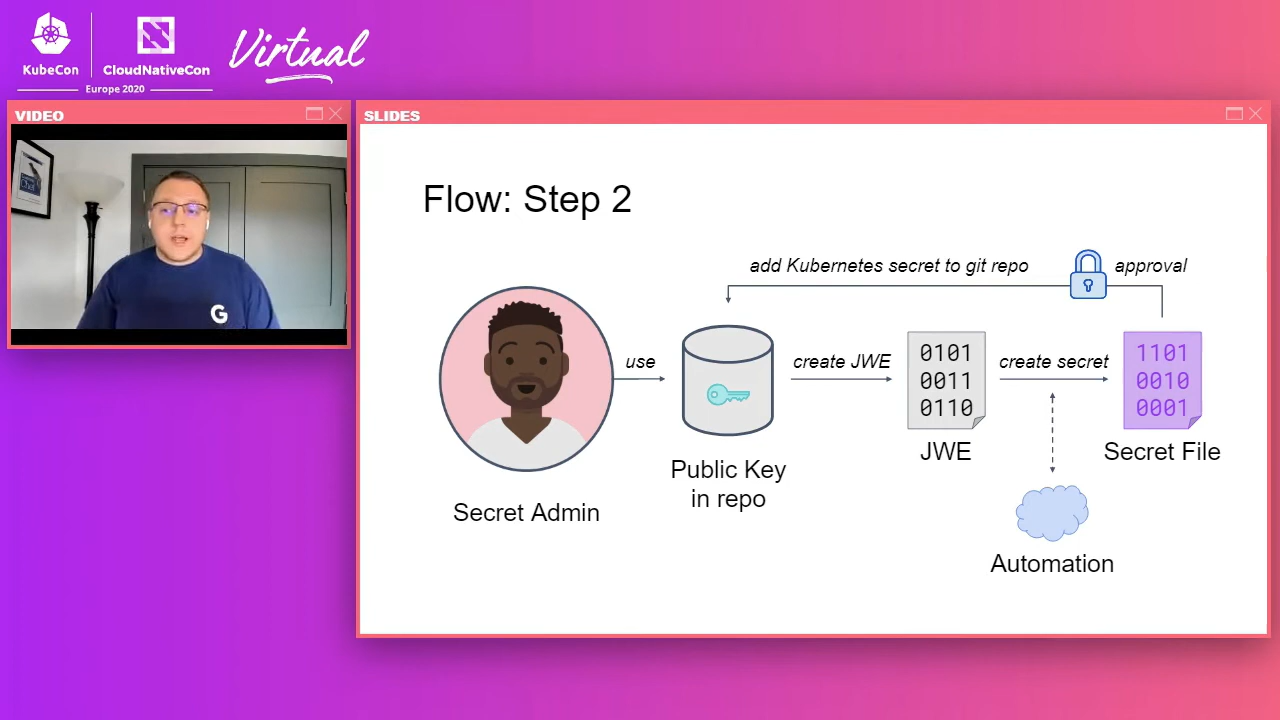 KubeCon
CloudNativeCon
Europe 2020
Virtual
VIDEO
SLIDES
G
Flow: Step 2
add Kubernetes secret to git repo
approval
use
create JWE
create secret
0101
0011
0110
1101
0010
0001
JWE
Secret File
Public Key
in repo
Secret Admin
Automation